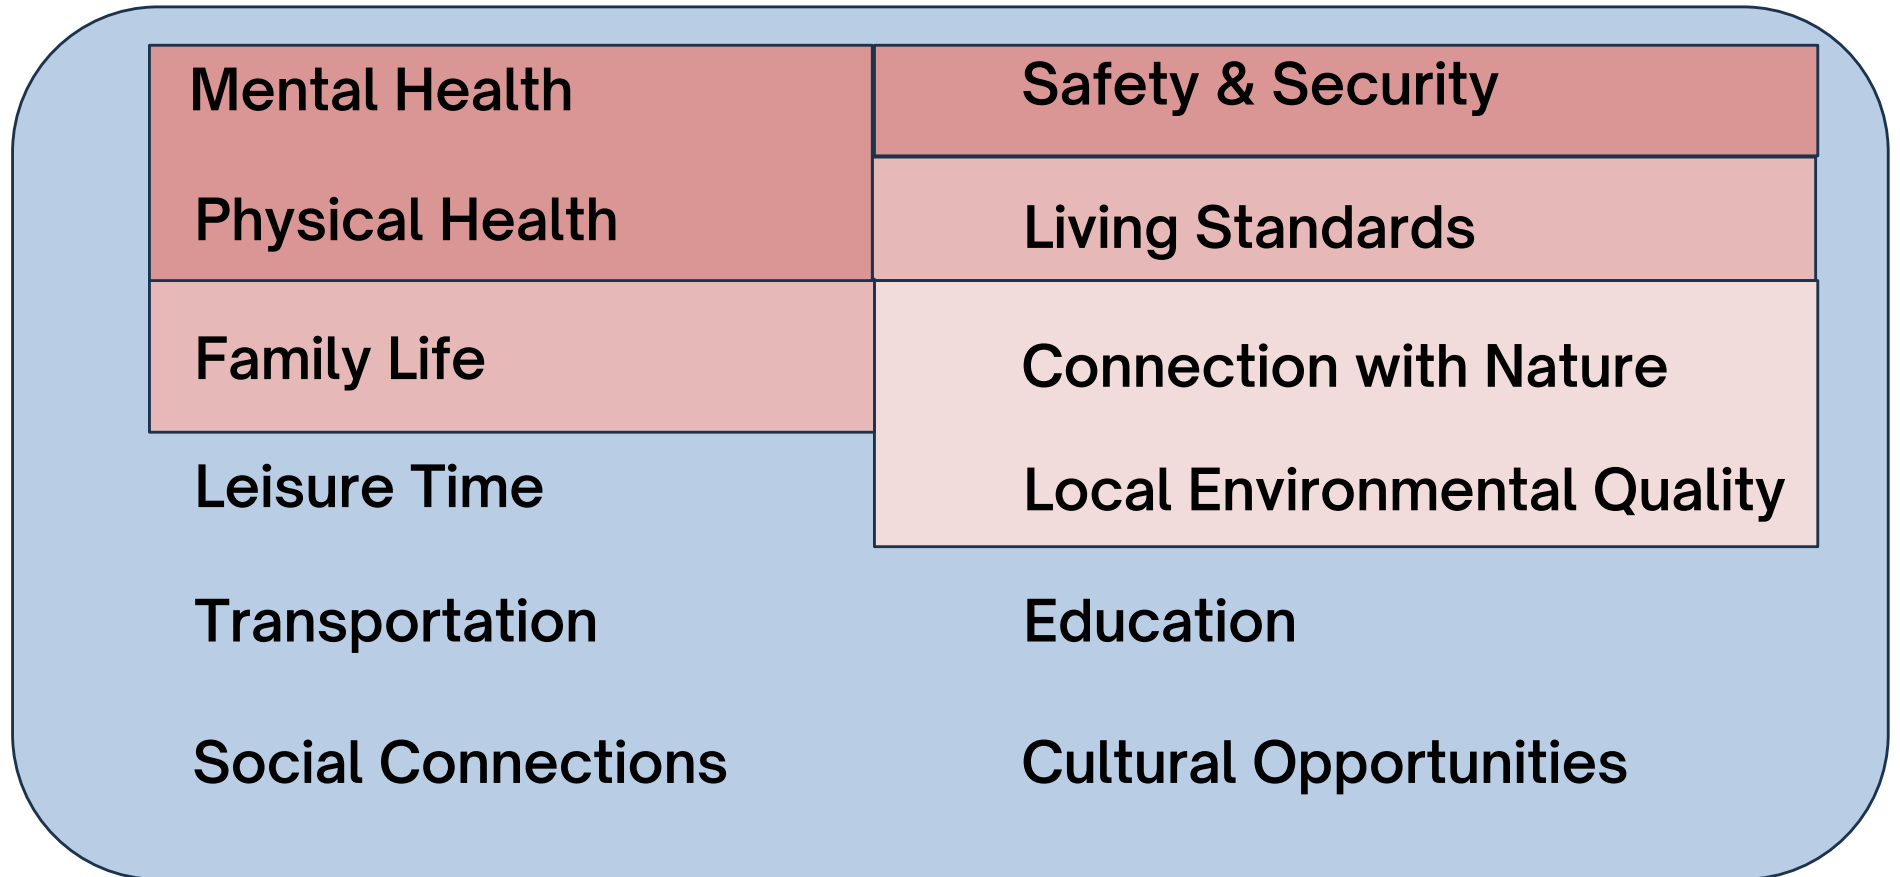 Mental Health
Safety & Security
Physical Health
Living Standards
Family Life
Connection with Nature
Leisure Time
Local Environmental Quality
Transportation
Education
Social Connections
Cultural Opportunities